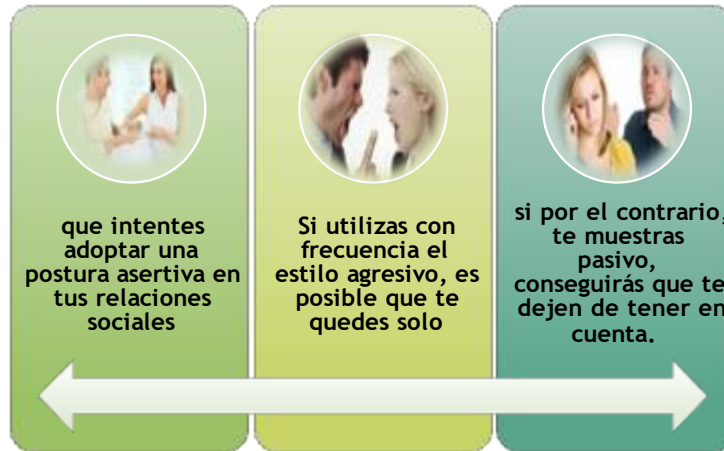 que intentes
adoptar una
postura asertiva en
tus relaciones
sociales
Si utilizas con
frecuencia el
estilo agresivo, es
posible que te
quedes solo
si por el contrario,
te muestras
pasivo,
conseguirás que te
dejen de tener en
cuenta.